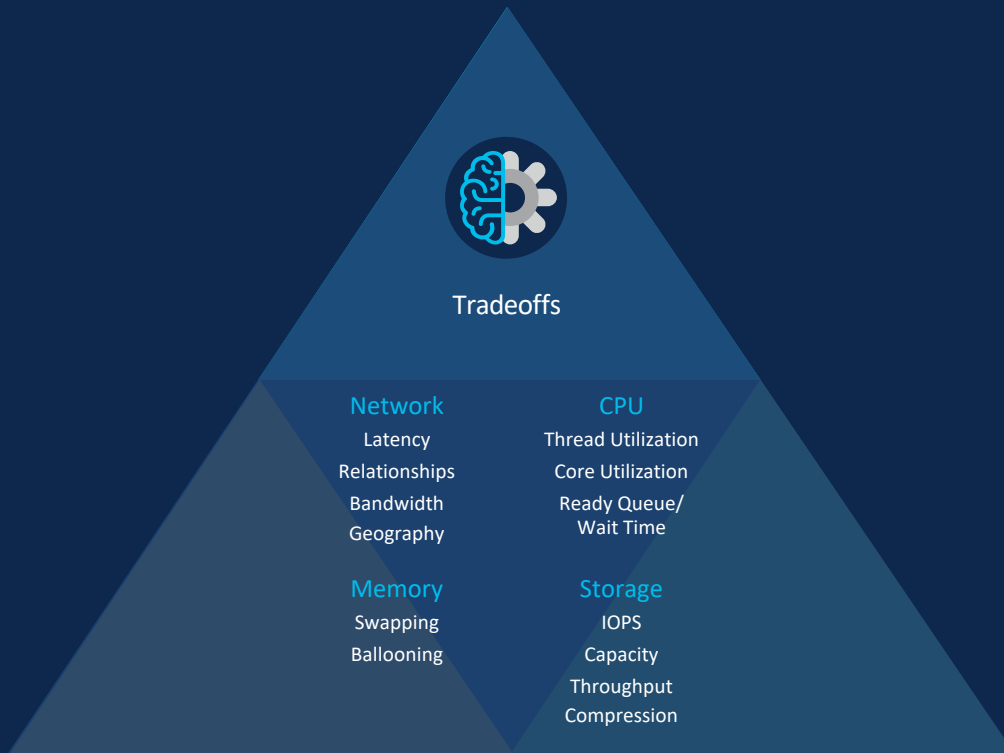 Tradeoffs
Network
Latency
Relationships
Bandwidth
Geography
CPU
Thread Utilization
Core Utilization
Ready Queue/
Wait Time
Memory
Swapping
Ballooning
Storage
IOPS
Capacity
Throughput
Compression